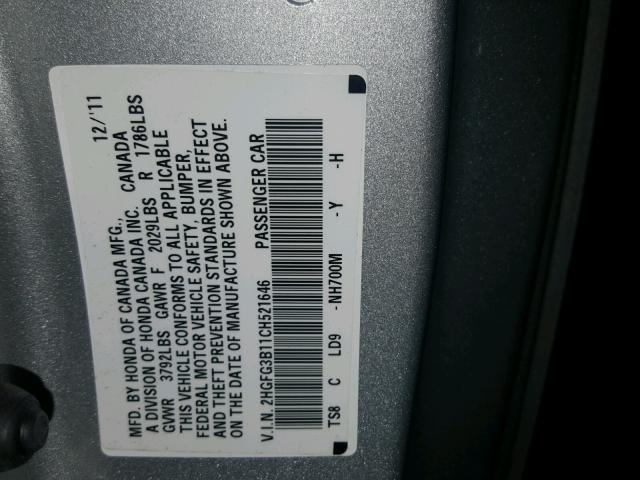 MFD. BY HONDA OF CANADA MFG., 12/'11
A DIVISION OF HONDA CANADA INC. CANADA
GVWR 3792LBS GAWR F 2029LBS R 1786LBS
THIS VEHICLE CONFORMS TO ALL APPLICABLE
FEDERAL MOTOR VEHICLE SAFETY, BUMPER,
AND THEFT PREVENTION STANDARDS IN EFFECT
ON THE DATE OF MANUFACTURE SHOWN ABOVE.
V.I.N. 2HGFG3B11CH521646 PASSENGER CAR
TS8 C LD9 -NH700M -Y -H